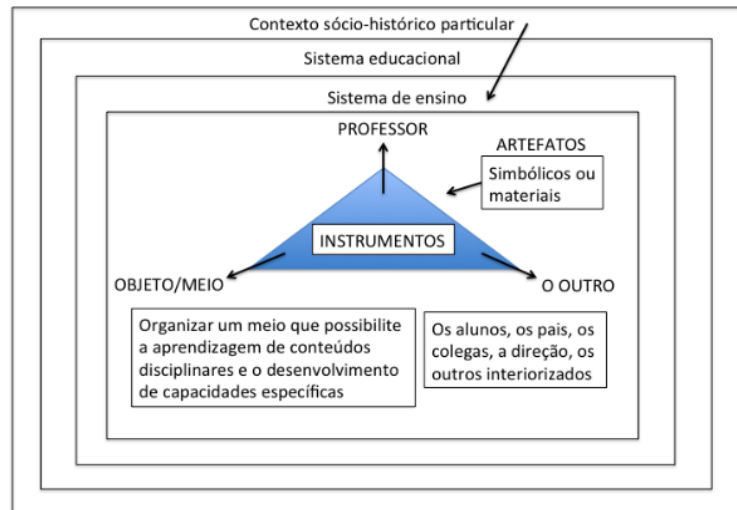 Contexto sócio-histórico particular
Sistema educacional
Sistema de ensino
PROFESSOR
ARTEFATOS
Simbólicos ou
materiais
INSTRUMENTOS
OBJETO/MEIO
O OUTRO
Organizar um meio que possibilite
a aprendizagem de conteúdos
disciplinares e o desenvolvimento
de capacidades específicas
Os alunos, os pais, os
colegas, a direção, os
outros interiorizados